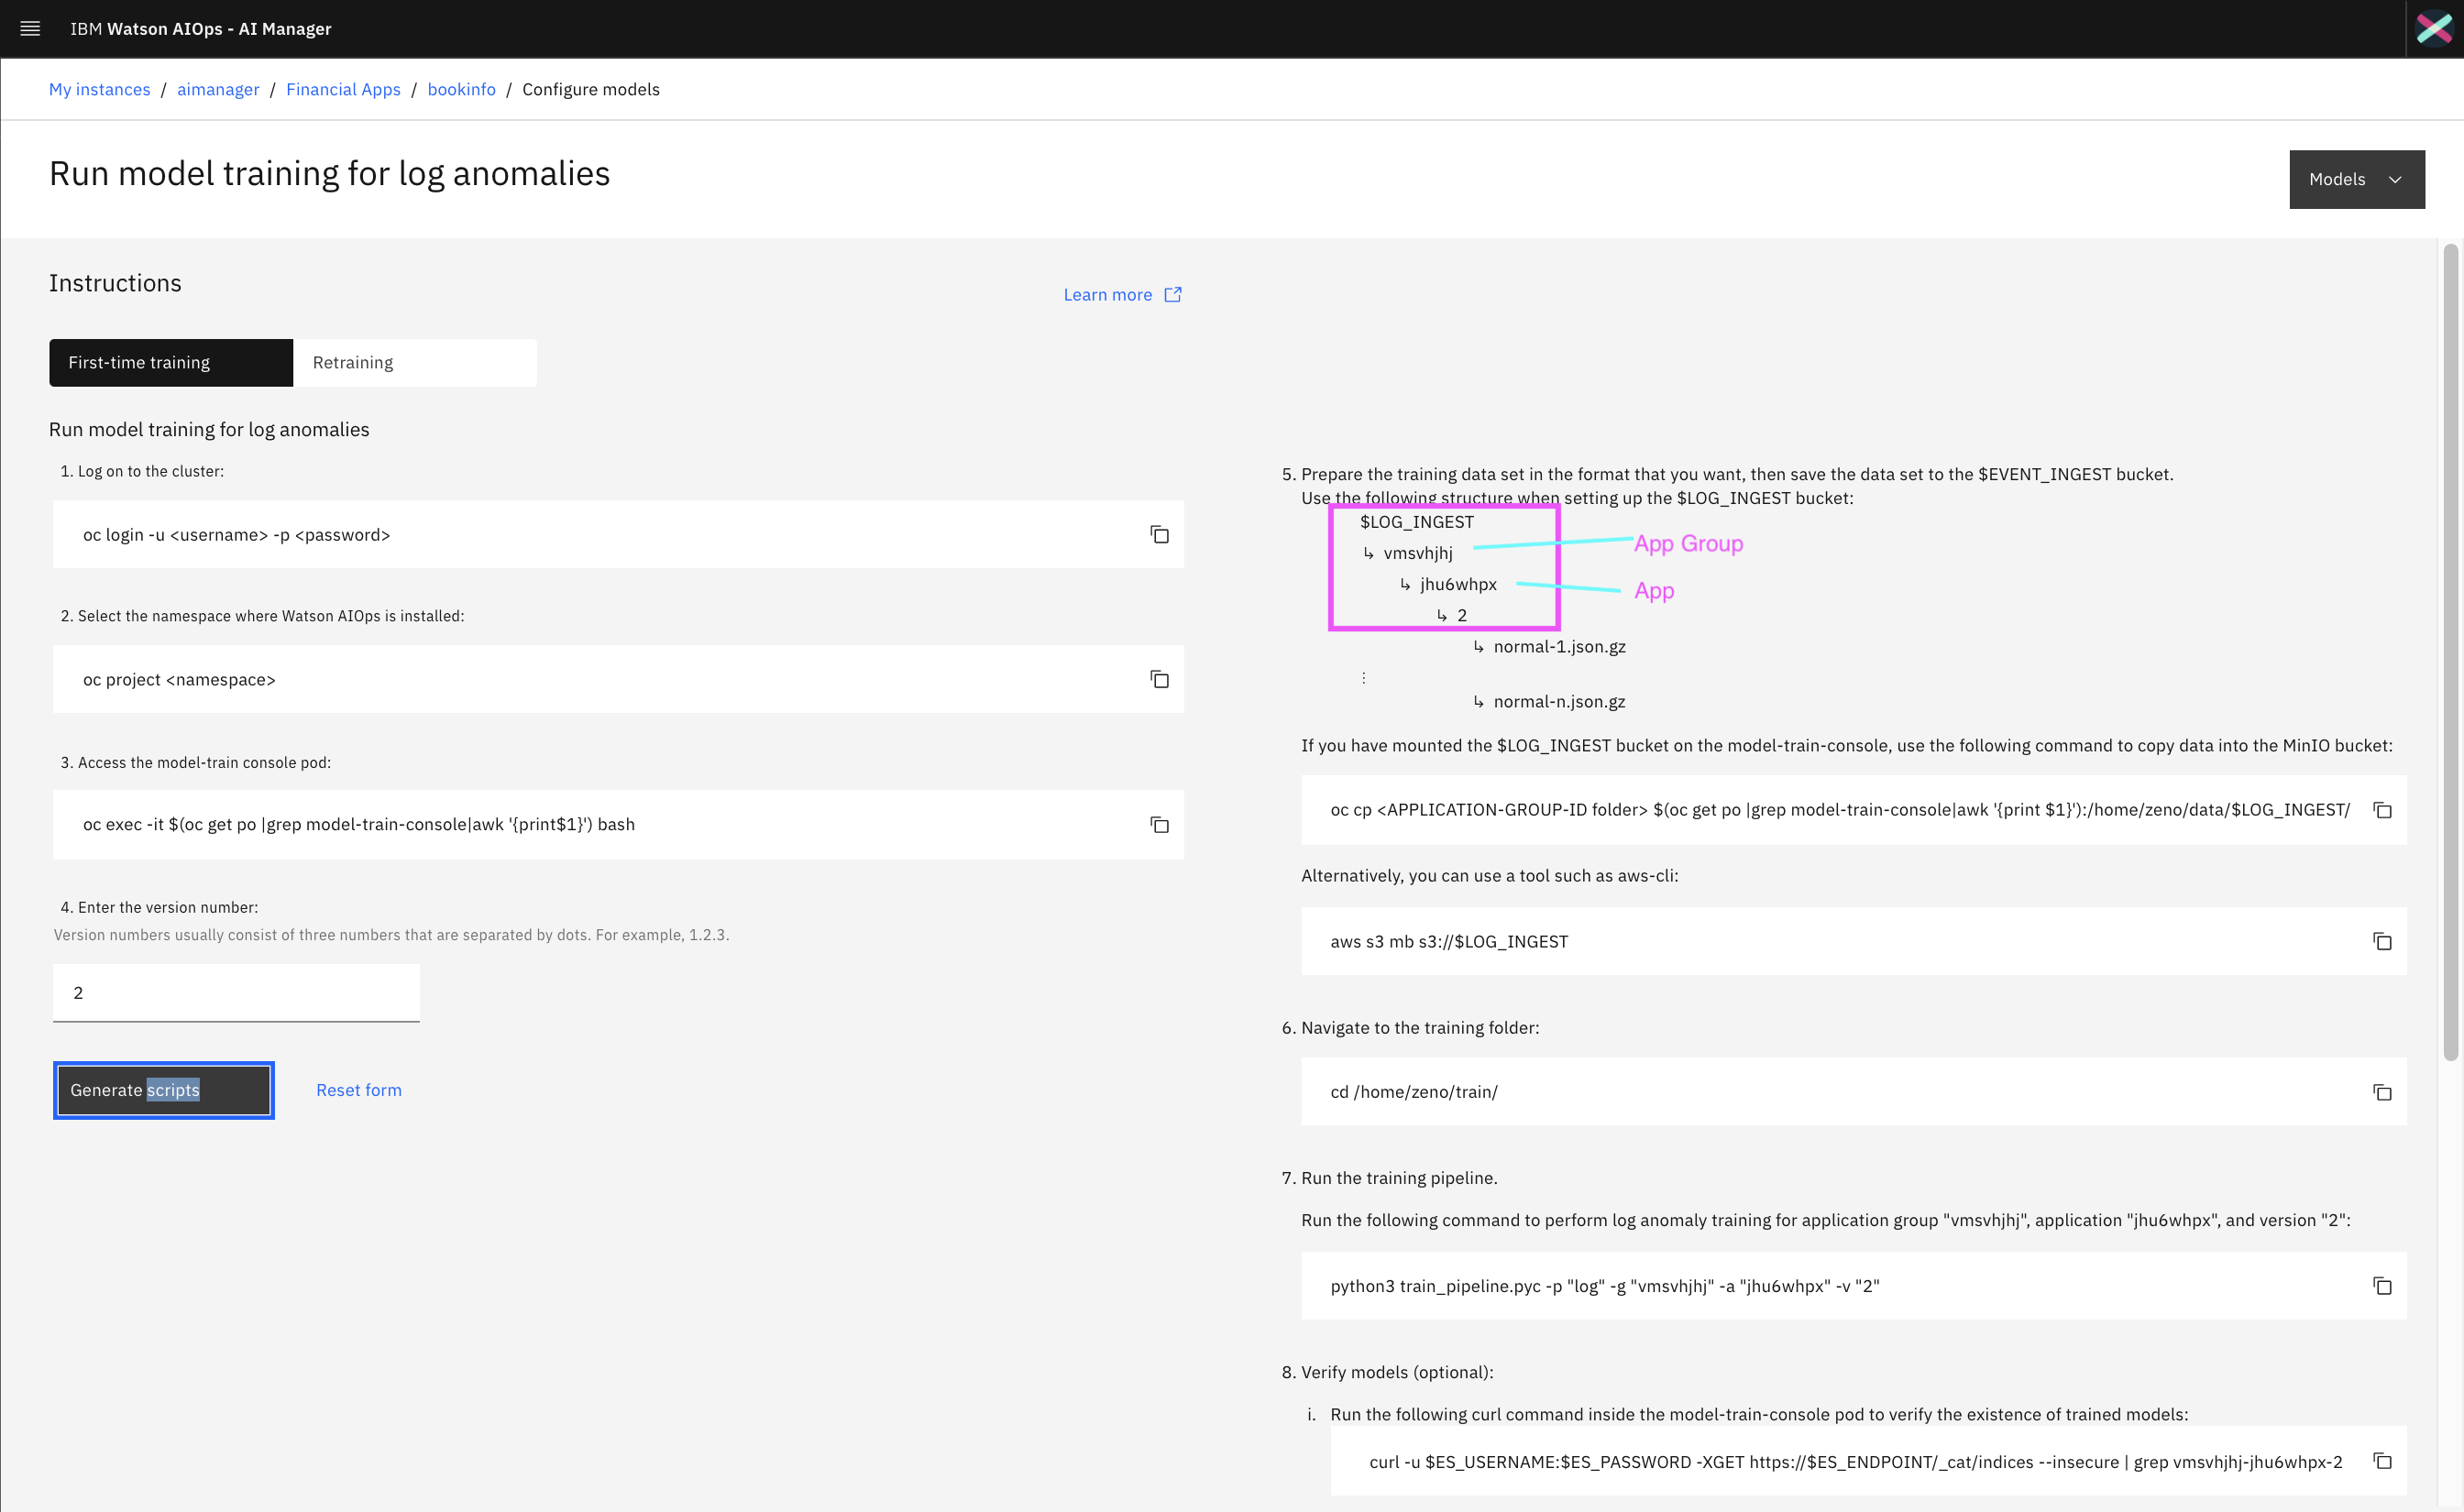 IBM Watson AIOps - AI Manager
My instances / aimanager / Financial Apps / bookinfo / Configure models
Run model training for log anomalies
Models
Instructions
Learn more
First-time training
Retraining
Run model training for log anomalies
1. Log on to the cluster:
oc login -u <username> -p <password>
2. Select the namespace where Watson AIOps is installed:
oc project <namespace>
3. Access the model-train console pod:
oc exec -it $(oc get po |grep model-train-console|awk '{print$1}') bash
4. Enter the version number:
Version numbers usually consist of three numbers that are separated by dots. For example, 1.2.3.
2
Generate scripts
Reset form
5. Prepare the training data set in the format that you want, then save the data set to the $EVENT_INGEST bucket.
Use the following structure when setting up the $LOG_INGEST bucket:
$LOG_INGEST
↳ vmsvhjhj
App Group
↳ jhu6whpx
App
↳ 2
↳ normal-1.json.gz
⋮
↳ normal-n.json.gz
If you have mounted the $LOG_INGEST bucket on the model-train-console, use the following command to copy data into the MinIO bucket:
oc cp <APPLICATION-GROUP-ID folder> $(oc get po |grep model-train-console|awk '{print $1}'):/home/zeno/data/$LOG_INGEST/
Alternatively, you can use a tool such as aws-cli:
aws s3 mb s3://$LOG_INGEST
6. Navigate to the training folder:
cd /home/zeno/train/
7. Run the training pipeline.
Run the following command to perform log anomaly training for application group "vmsvhjhj", application "jhu6whpx", and version "2":
python3 train_pipeline.pyc -p "log" -g "vmsvhjhj" -a "jhu6whpx" -v "2"
8. Verify models (optional):
i. Run the following curl command inside the model-train-console pod to verify the existence of trained models:
curl -u $ES_USERNAME:$ES_PASSWORD -XGET https://$ES_ENDPOINT/_cat/indices --insecure | grep vmsvhjhj-jhu6whpx-2